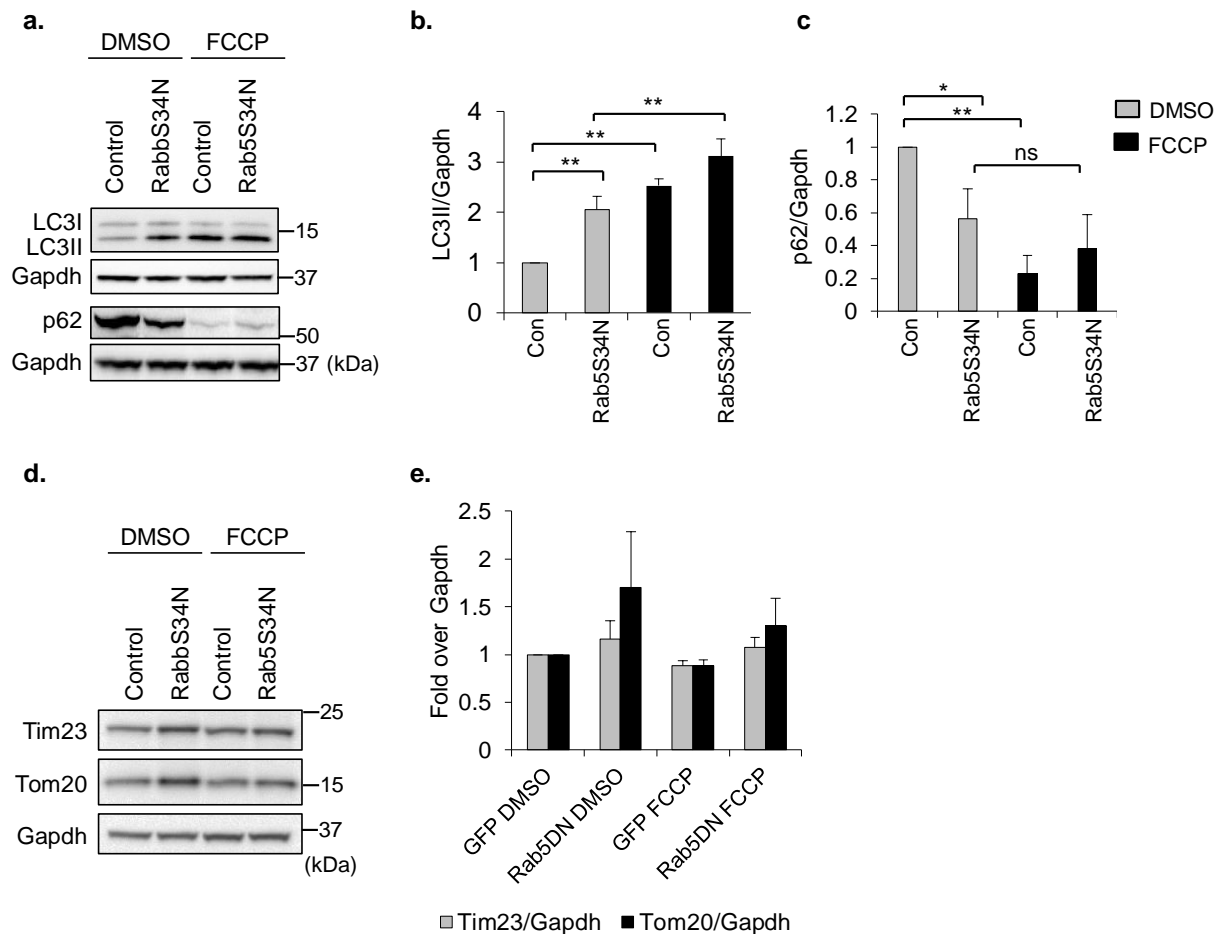 a.
DMSO FCCP
Control
RabbS34N
Control
Rab5S34N
LC3I
LC3II
15
Gapdh
37
p62
50
Gapdh
37 (kDa)
b.
LC3II/Gapdh
4
3
2
1
0
**
**
**
Con
Rab5S34N
Con
Rab5S34N
c
p62/Gapdh
1.2
1
0.8
0.6
0.4
0.2
0
*
**
ns
Con
Rab5S34N
Con
Rab5S34N
DMSO
FCCP
d.
DMSO FCCP
Control
RabbS34N
Control
Rab5S34N
25
Tim23
Tom20
15
Gapdh
37
(kDa)
e.
Fold over Gapdh
2.5
2
1.5
1
0.5
0
GFP DMSO
Rab5DN DMSO
GFP FCCP
Rab5DN FCCP
Tim23/Gapdh Tom20/Gapdh